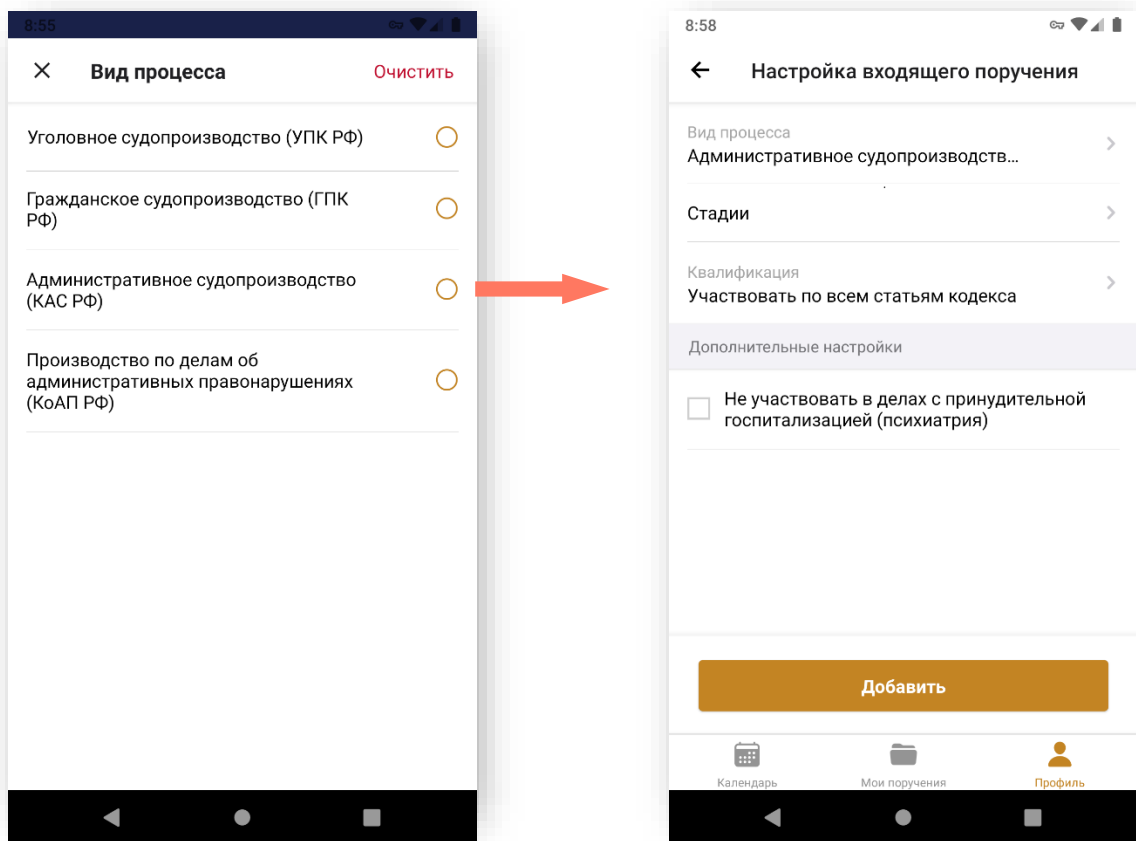 8:55
Вид процесса
Очистить
Уголовное судопроизводство (УПК РФ)
Гражданское судопроизводство (ГПК
РФ)
Административное судопроизводство
(КАС РФ)
Производство по делам об
административных правонарушениях
(КоАП РФ)
8:58
Настройка входящего поручения
Вид процесса
Административное судопроизводств...
Стадии
Квалификация
Участвовать по всем статьям кодекса
Дополнительные настройки
Не участвовать в делах с принудительной
госпитализацией (психиатрия)
Добавить
Календарь
Мои поручения
Профиль